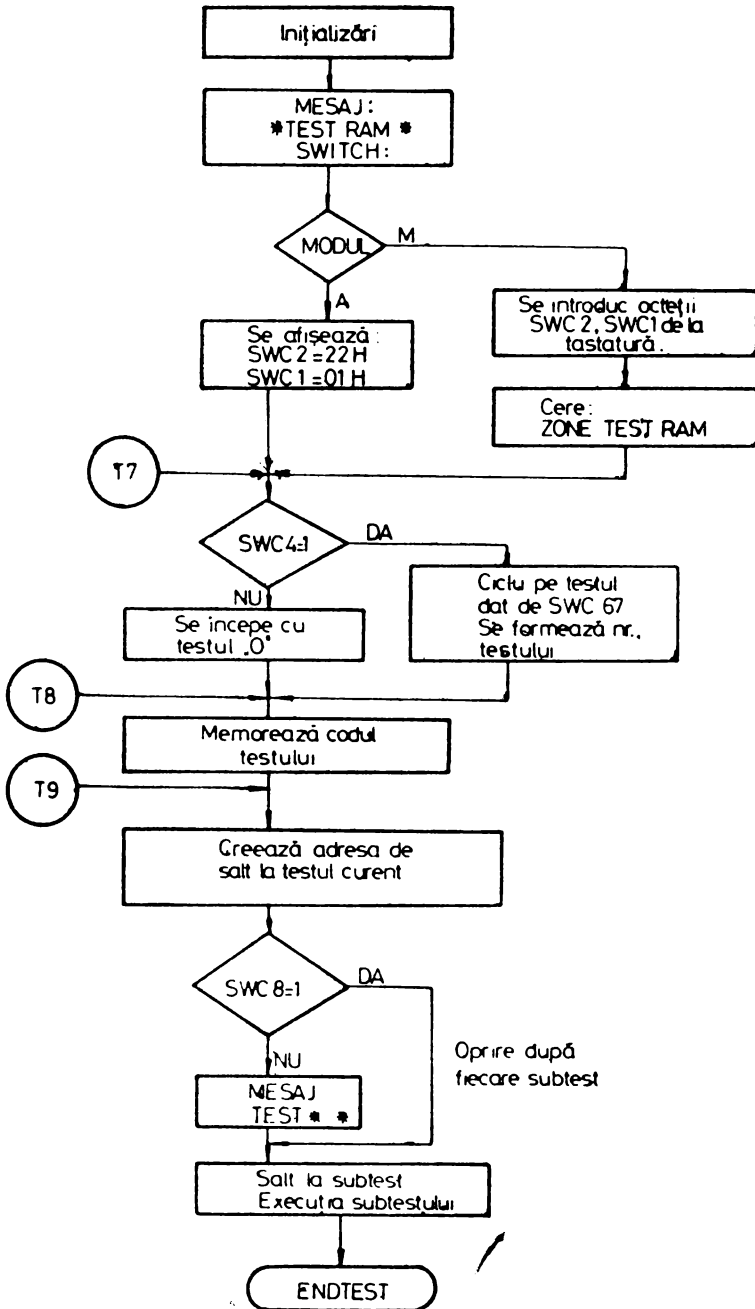 Inițializări
MESAJ:
*TEST RAM *
SWITCH:
MODUL
M
A
Se introduc octeții
SWC 2, SWC1 de la
tastatură.
Se afișează:
SWC 2 = 22 H
SWC 1 = 01 H
Cere:
ZONE TEST RAM
T7
SWC4=1
DA
NU
Ciclu pe testul
dat de SWC 67
Se formează nr.,
testului
Se începe cu
testul „0"
T8
Memorează codul
testului
T9
Creează adresa de
salt la testul curent
SWC 8=1
DA
NU
Oprire după
fiecare subtest
MESAJ
TEST * *
Salt la subtest
Execuția subtestului
ENDTEST